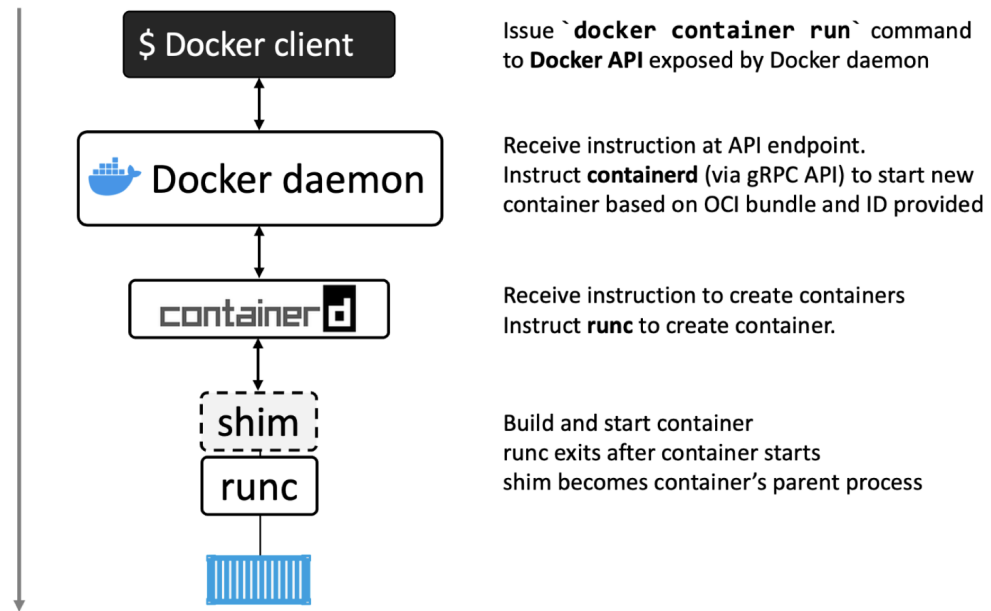 $ Docker client
Issue `docker container run` command
to Docker API exposed by Docker daemon
Docker daemon
Receive instruction at API endpoint.
Instruct containerd (via gRPC API) to start new
container based on OCI bundle and ID provided
containerd
Receive instruction to create containers
Instruct runc to create container.
shim
runc
Build and start container
runc exits after container starts
shim becomes container’s parent process